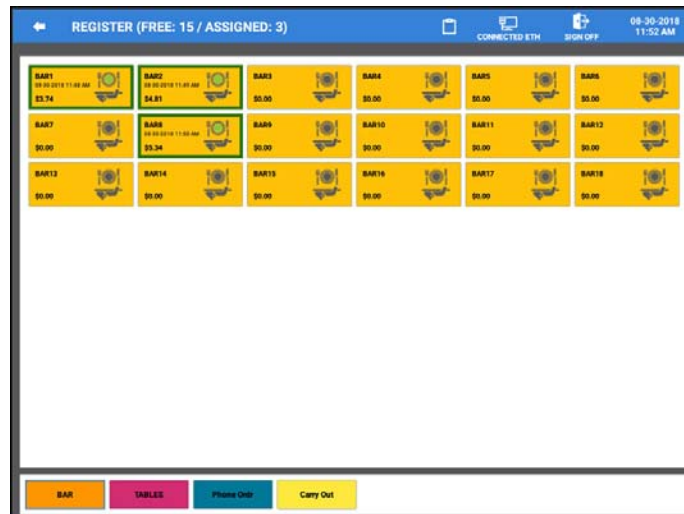 REGISTER (FREE: 15 / ASSIGNED: 3)
CONNECTED ETH
SIGN OFF
08-30-2018
11:52 AM
BAR1
$3.74
BAR2
$4.81
BAR3
$0.00
BAR4
$0.00
BAR5
$0.00
BAR6
$0.00
BAR7
$0.00
BAR8
$5.34
BAR9
$0.00
BAR10
$0.00
BAR11
$0.00
BAR12
$0.00
BAR13
$0.00
BAR14
$0.00
BAR15
$0.00
BAR16
$0.00
BAR17
$0.00
BAR18
$0.00
BAR
TABLES
Phone Ordr
Carry Out